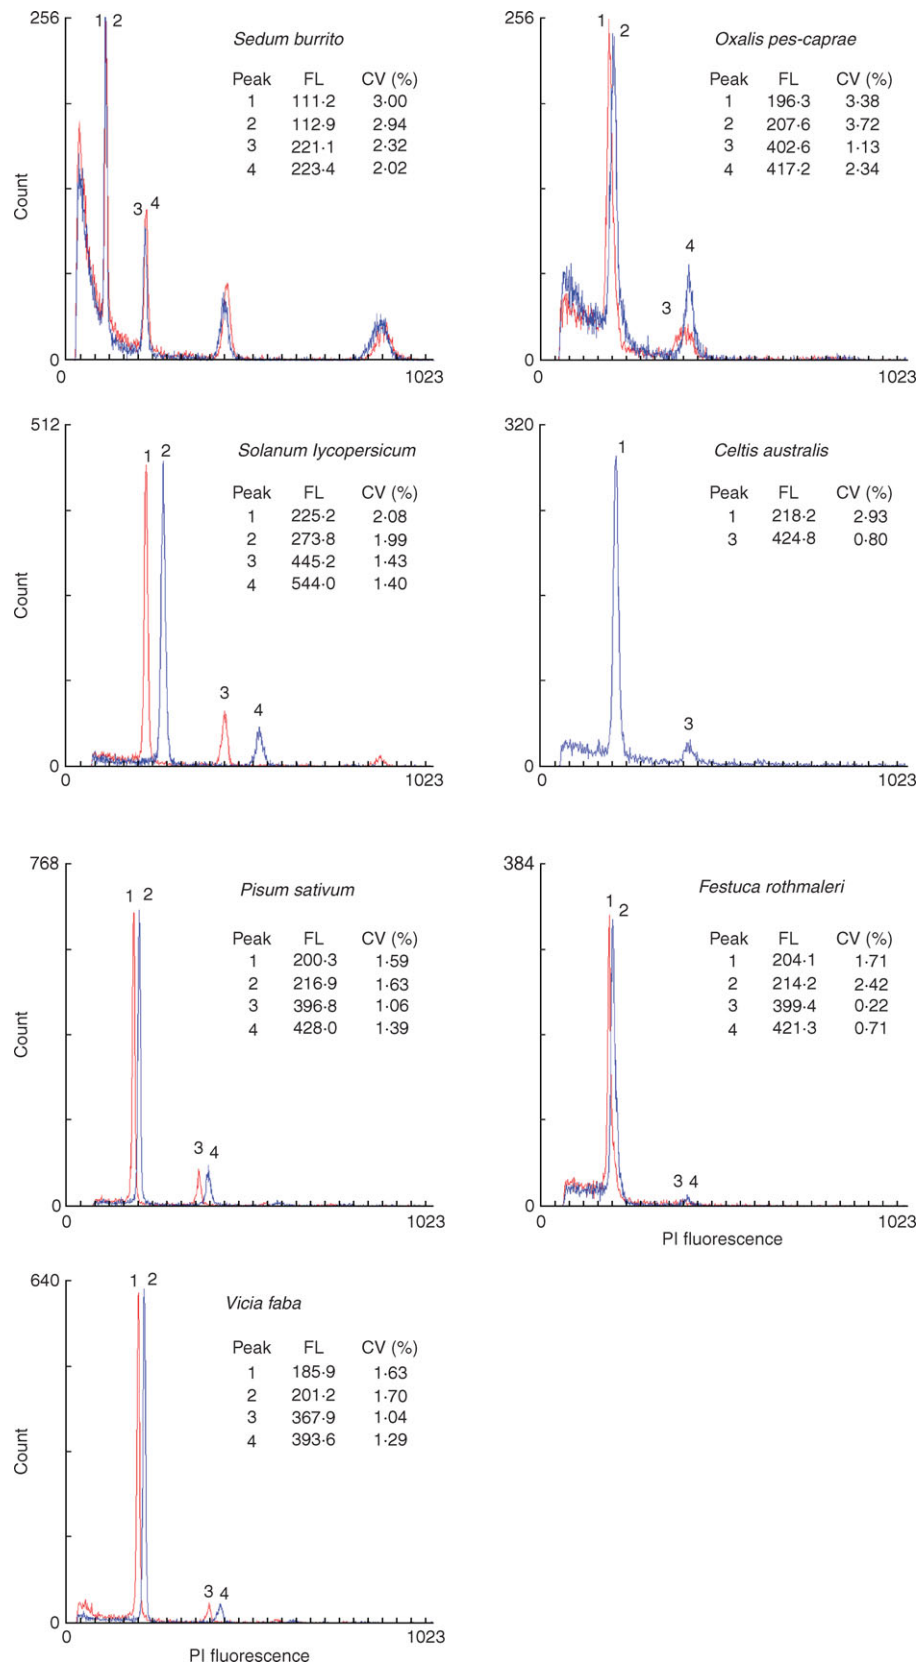 256
1 2
Sedum burrito
Peak FL CV (%)
1 111·2 3·00
2 112·9 2·94
3 221·1 2·32
4 223·4 2·02
3 4
Count
0
0 1023
256
1
2
Oxalis pes-caprae
Peak FL CV (%)
1 196·3 3·38
2 207·6 3·72
3 402·6 1·13
4 417·2 2·34
4
3
0
0 1023
512
1 2
Solanum lycopersicum
Peak FL CV (%)
1 225·2 2·08
2 273·8 1·99
3 445·2 1·43
4 544·0 1·40
3
4
Count
0
0 1023
320
1
Celtis australis
Peak FL CV (%)
1 218·2 2·93
3 424·8 0·80
3
0
0 1023
768
1 2
Pisum sativum
Peak FL CV (%)
1 200·3 1·59
2 216·9 1·63
3 396·8 1·06
4 428·0 1·39
3 4
Count
0
0 1023
384
1
2
Festuca rothmaleri
Peak FL CV (%)
1 204·1 1·71
2 214·2 2·42
3 399·4 0·22
4 421·3 0·71
3 4
0
0 1023
PI fluorescence
640
1 2
Vicia faba
Peak FL CV (%)
1 185·9 1·63
2 201·2 1·70
3 367·9 1·04
4 393·6 1·29
3 4
Count
0
0 1023
PI fluorescence